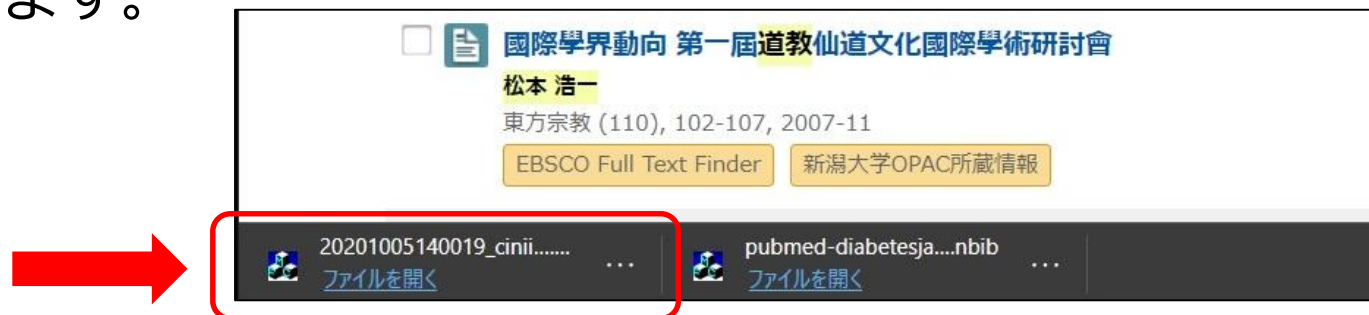 ます。
國際學界動向 第一屆道教仙道文化國際學術研討會
松本 浩一
東方宗教 (110), 102-107, 2007-11
EBSCO Full Text Finder 新潟大学OPAC所蔵情報
20201005140019_cinii....... ... pubmed-diabetesja....nbib ...
ファイルを開く ファイルを開く